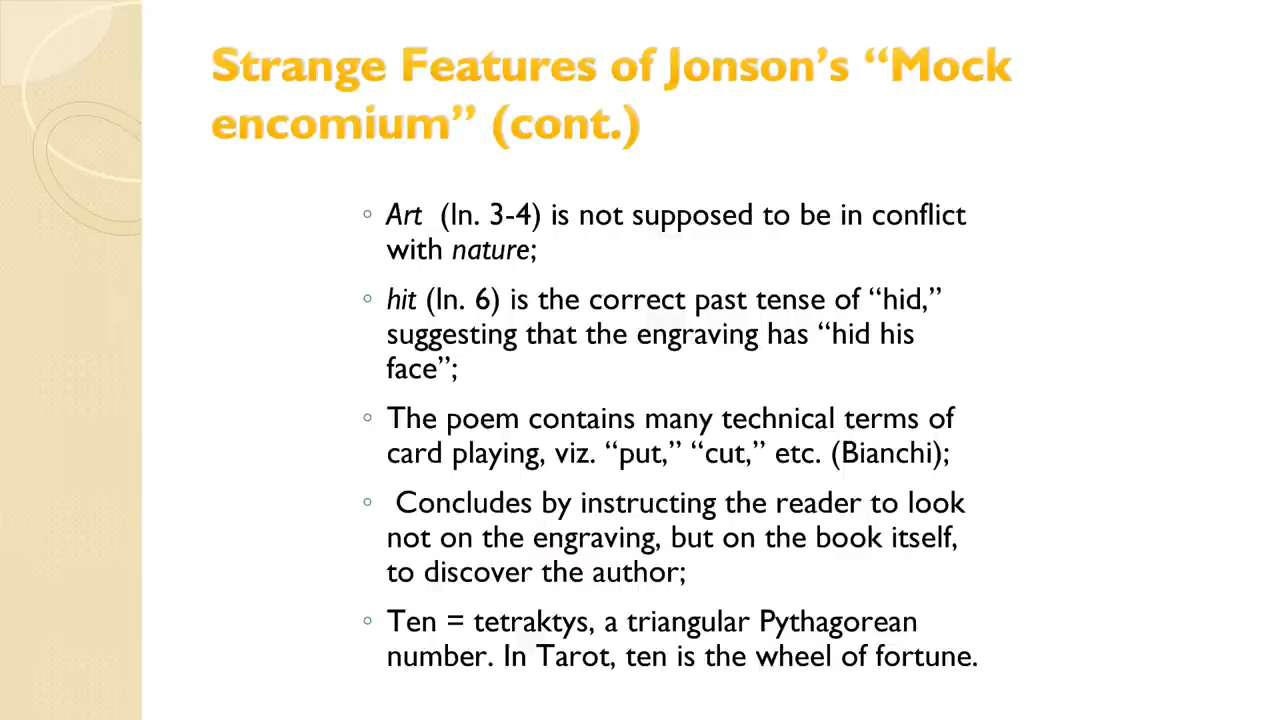 Strange Features of Jonson’s “Mock
encomium” (cont.)
◦ Art (ln. 3-4) is not supposed to be in conflict
with nature;
◦ hit (ln. 6) is the correct past tense of “hid,”
suggesting that the engraving has “hid his
face”;
◦ The poem contains many technical terms of
card playing, viz. “put,” “cut,” etc. (Bianchi);
◦ Concludes by instructing the reader to look
not on the engraving, but on the book itself,
to discover the author;
◦ Ten = tetraktys, a triangular Pythagorean
number. In Tarot, ten is the wheel of fortune.